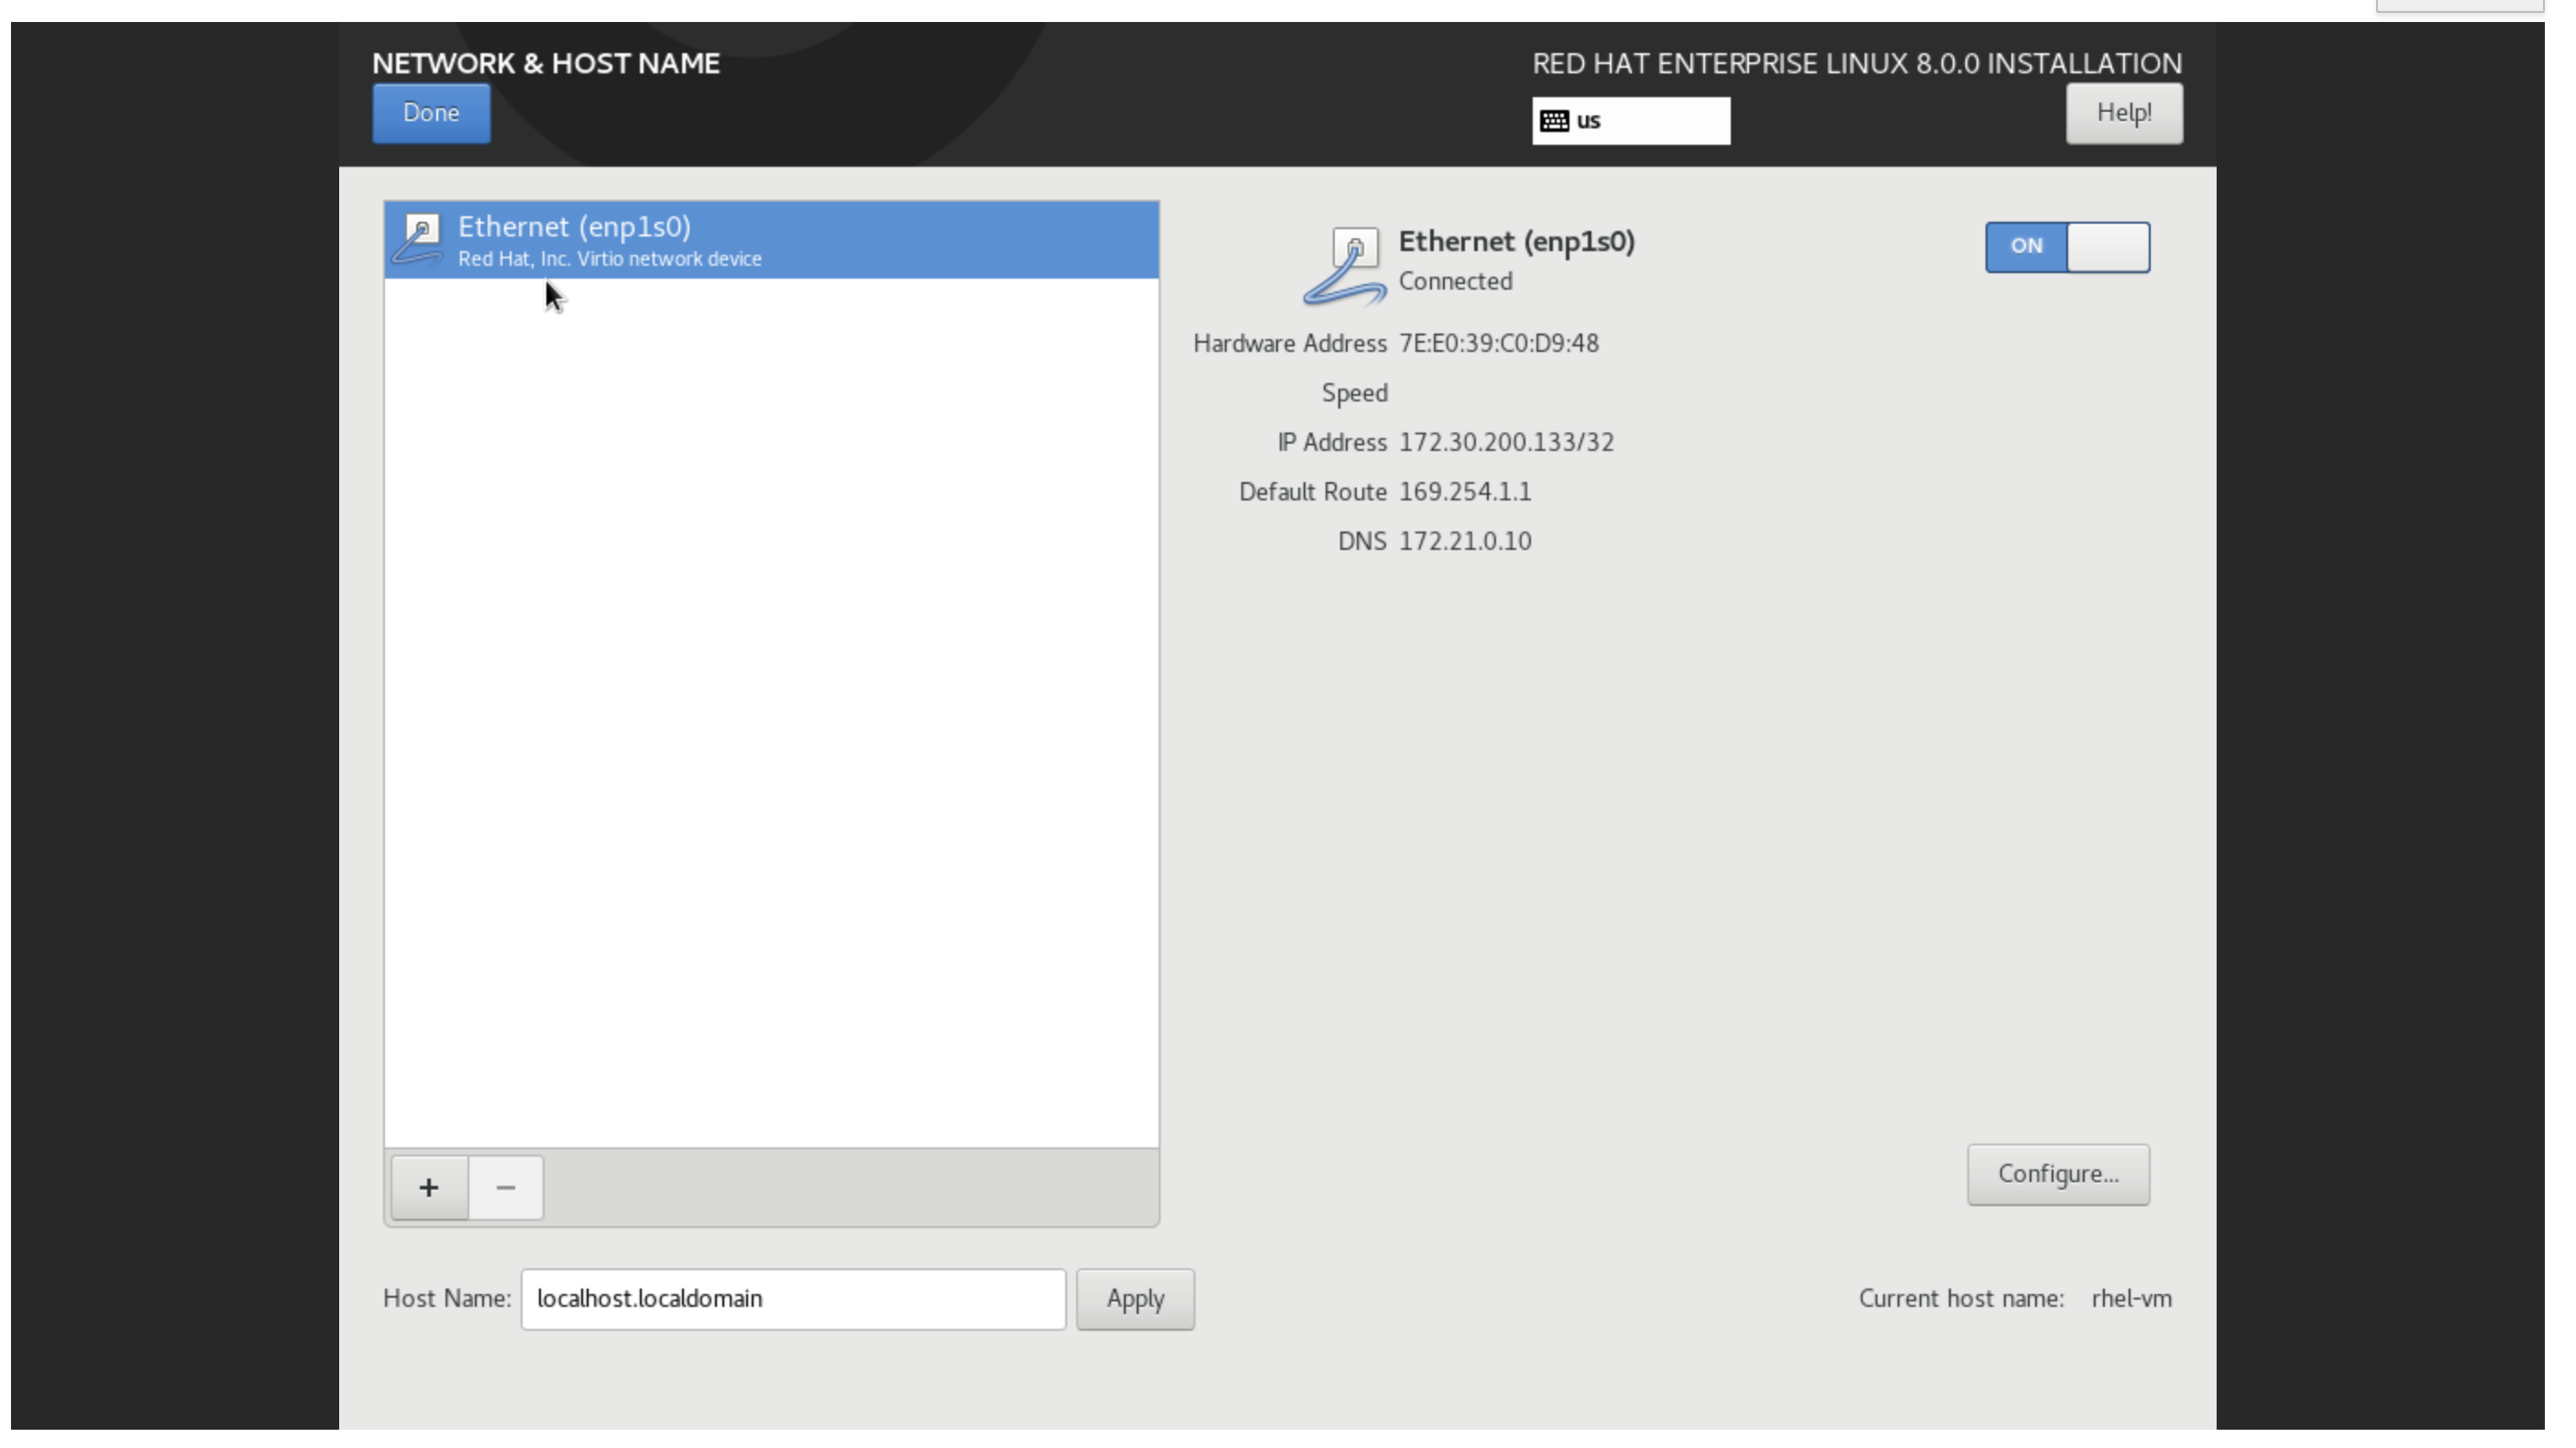 NETWORK & HOST NAME
Done
RED HAT ENTERPRISE LINUX 8.0.0 INSTALLATION
us
Help!
Ethernet (enp1s0)
Red Hat, Inc. Virtio network device
Ethernet (enp1s0)
Connected
ON
Hardware Address 7E:E0:39:C0:D9:48
Speed
IP Address 172.30.200.133/32
Default Route 169.254.1.1
DNS 172.21.0.10
+ −
Configure...
Host Name: localhost.localdomain Apply
Current host name: rhel-vm